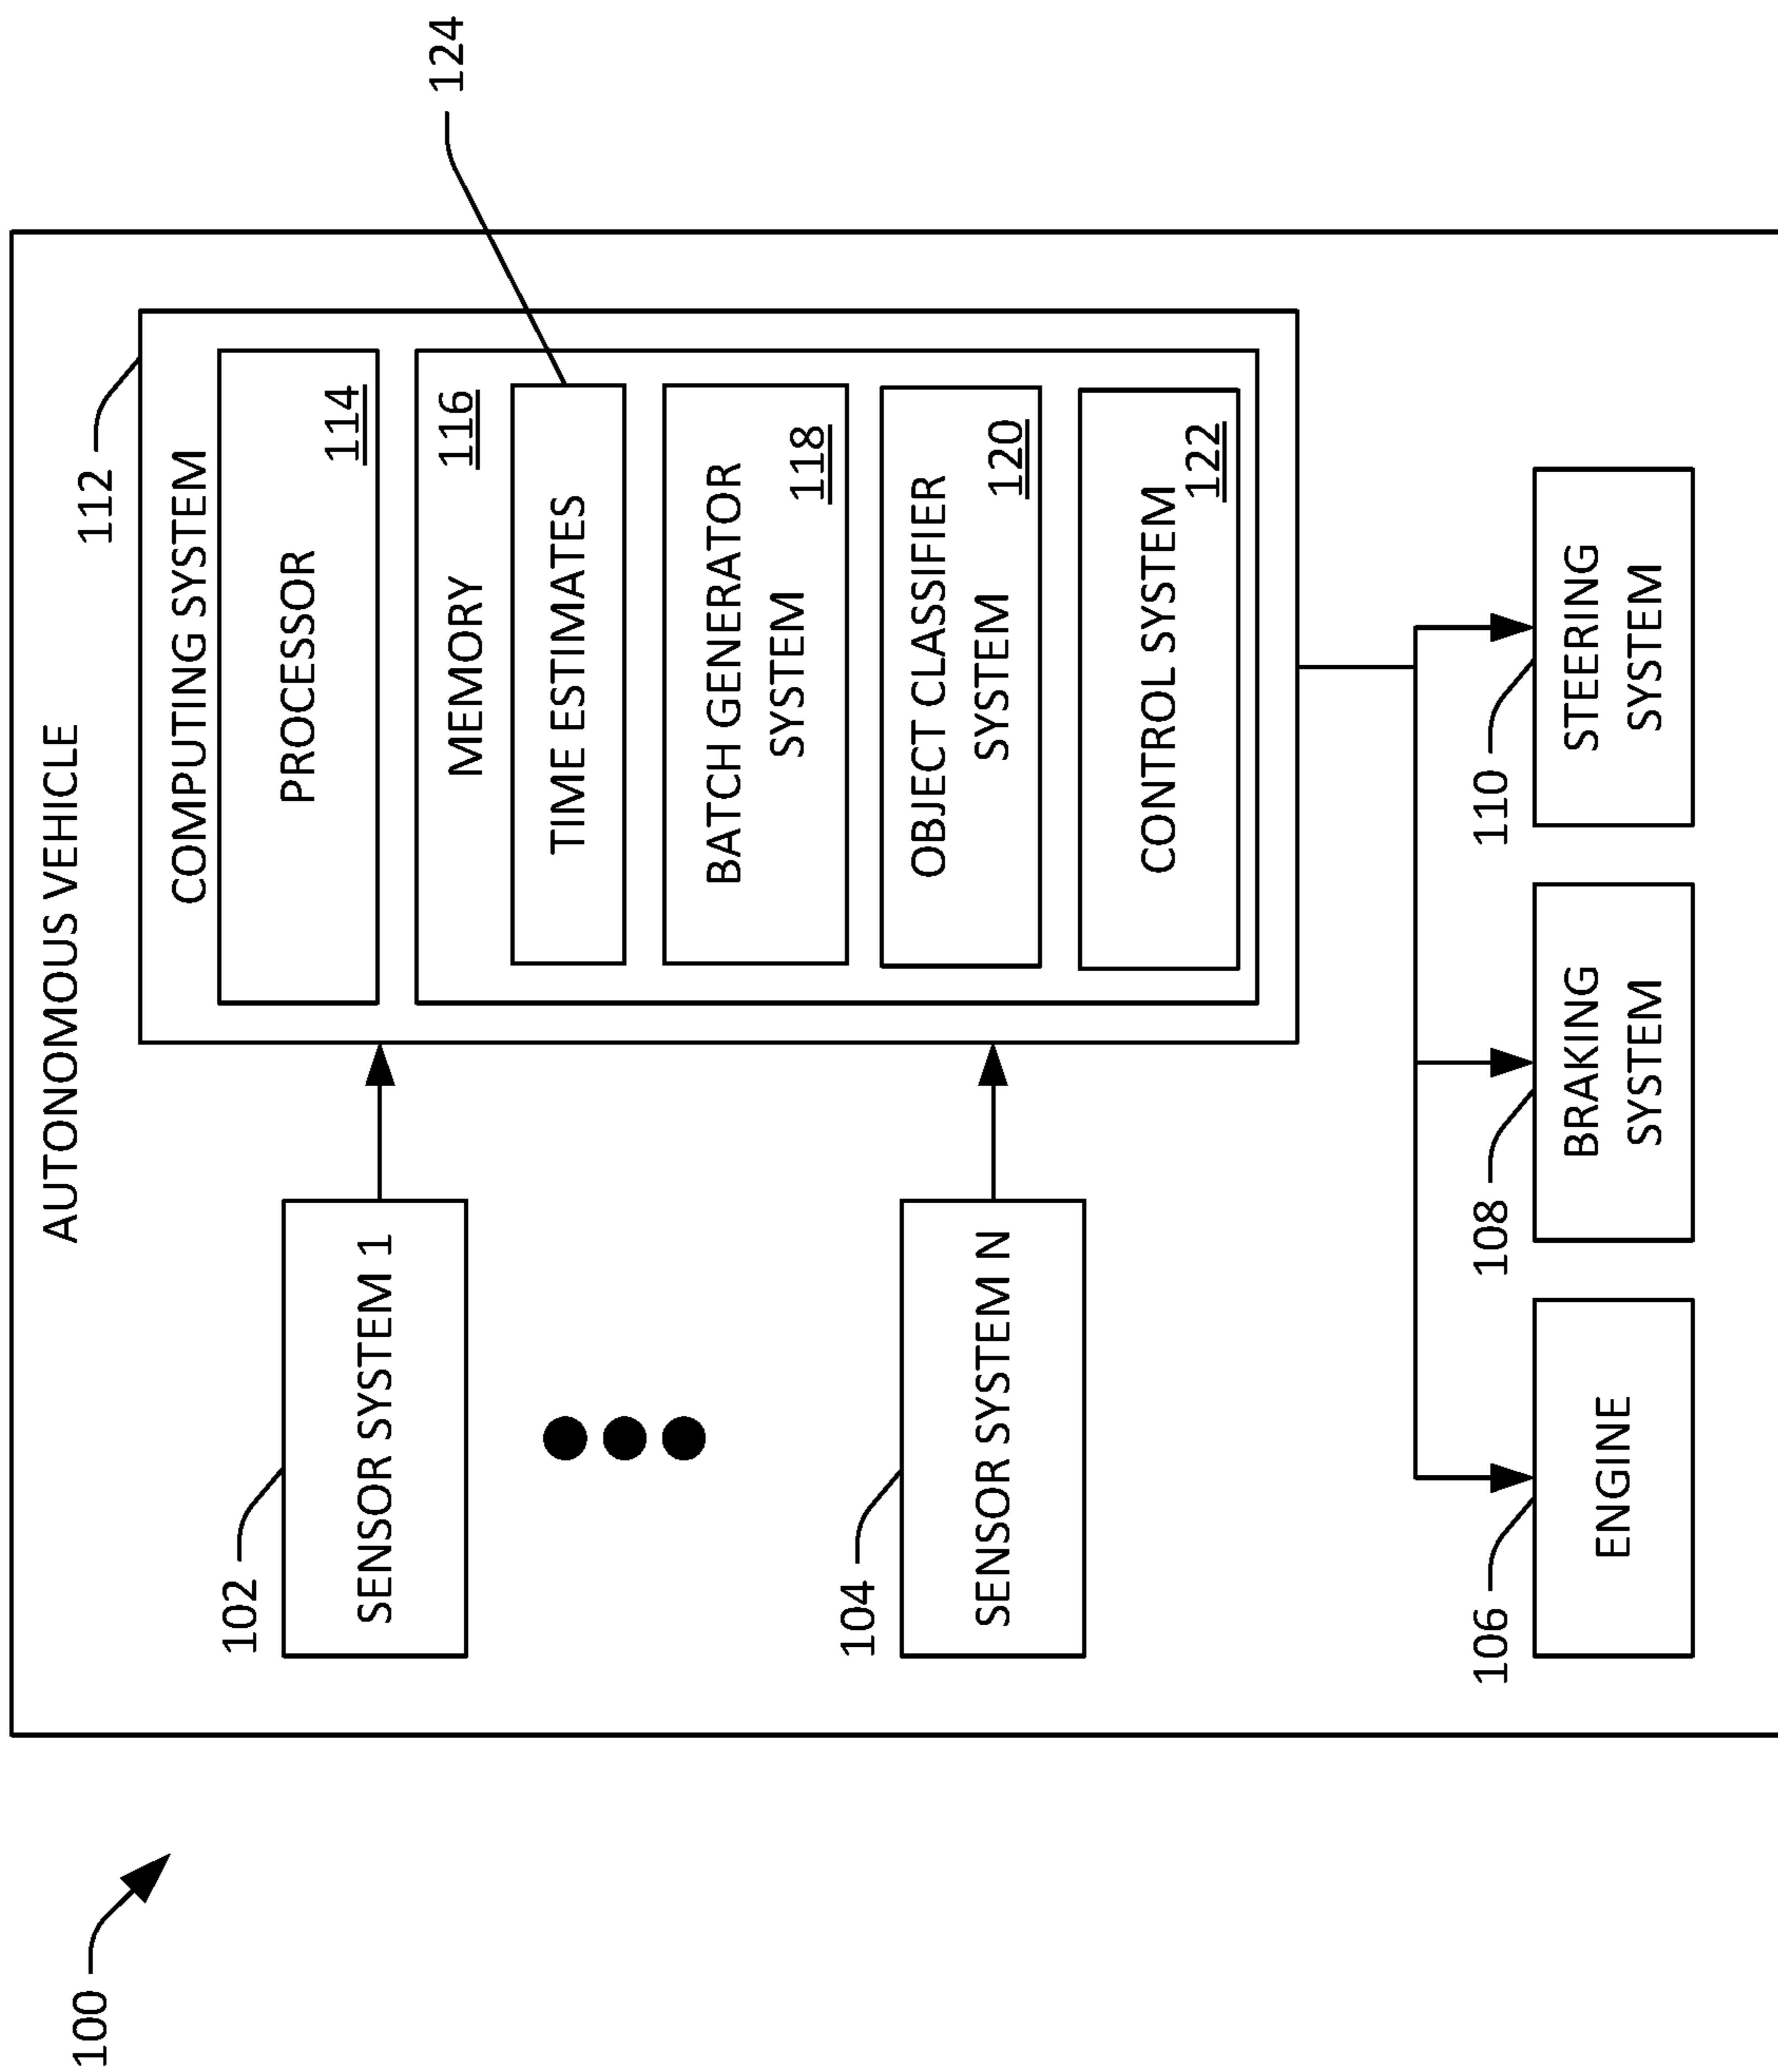 100
AUTONOMOUS VEHICLE
102
SENSOR SYSTEM 1
104
SENSOR SYSTEM N
112
COMPUTING SYSTEM
PROCESSOR
114
MEMORY
116
TIME ESTIMATES
124
BATCH GENERATOR
SYSTEM
118
OBJECT CLASSIFIER
SYSTEM
120
CONTROL SYSTEM
122
106
ENGINE
108
BRAKING
SYSTEM
110
STEERING
SYSTEM